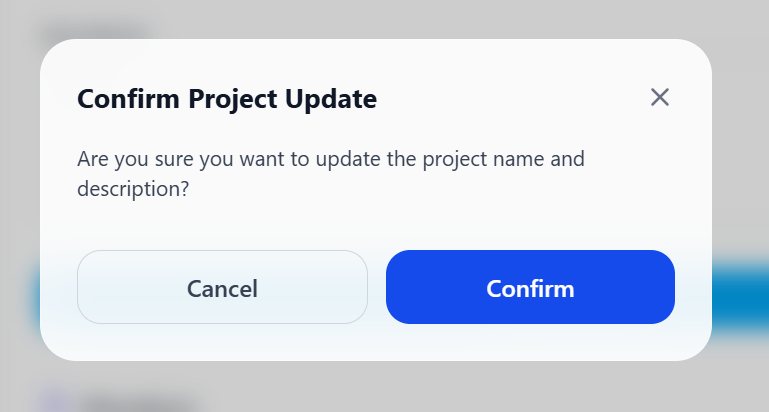 Confirm Project Update
Are you sure you want to update the project name and
description?
Cancel
Confirm